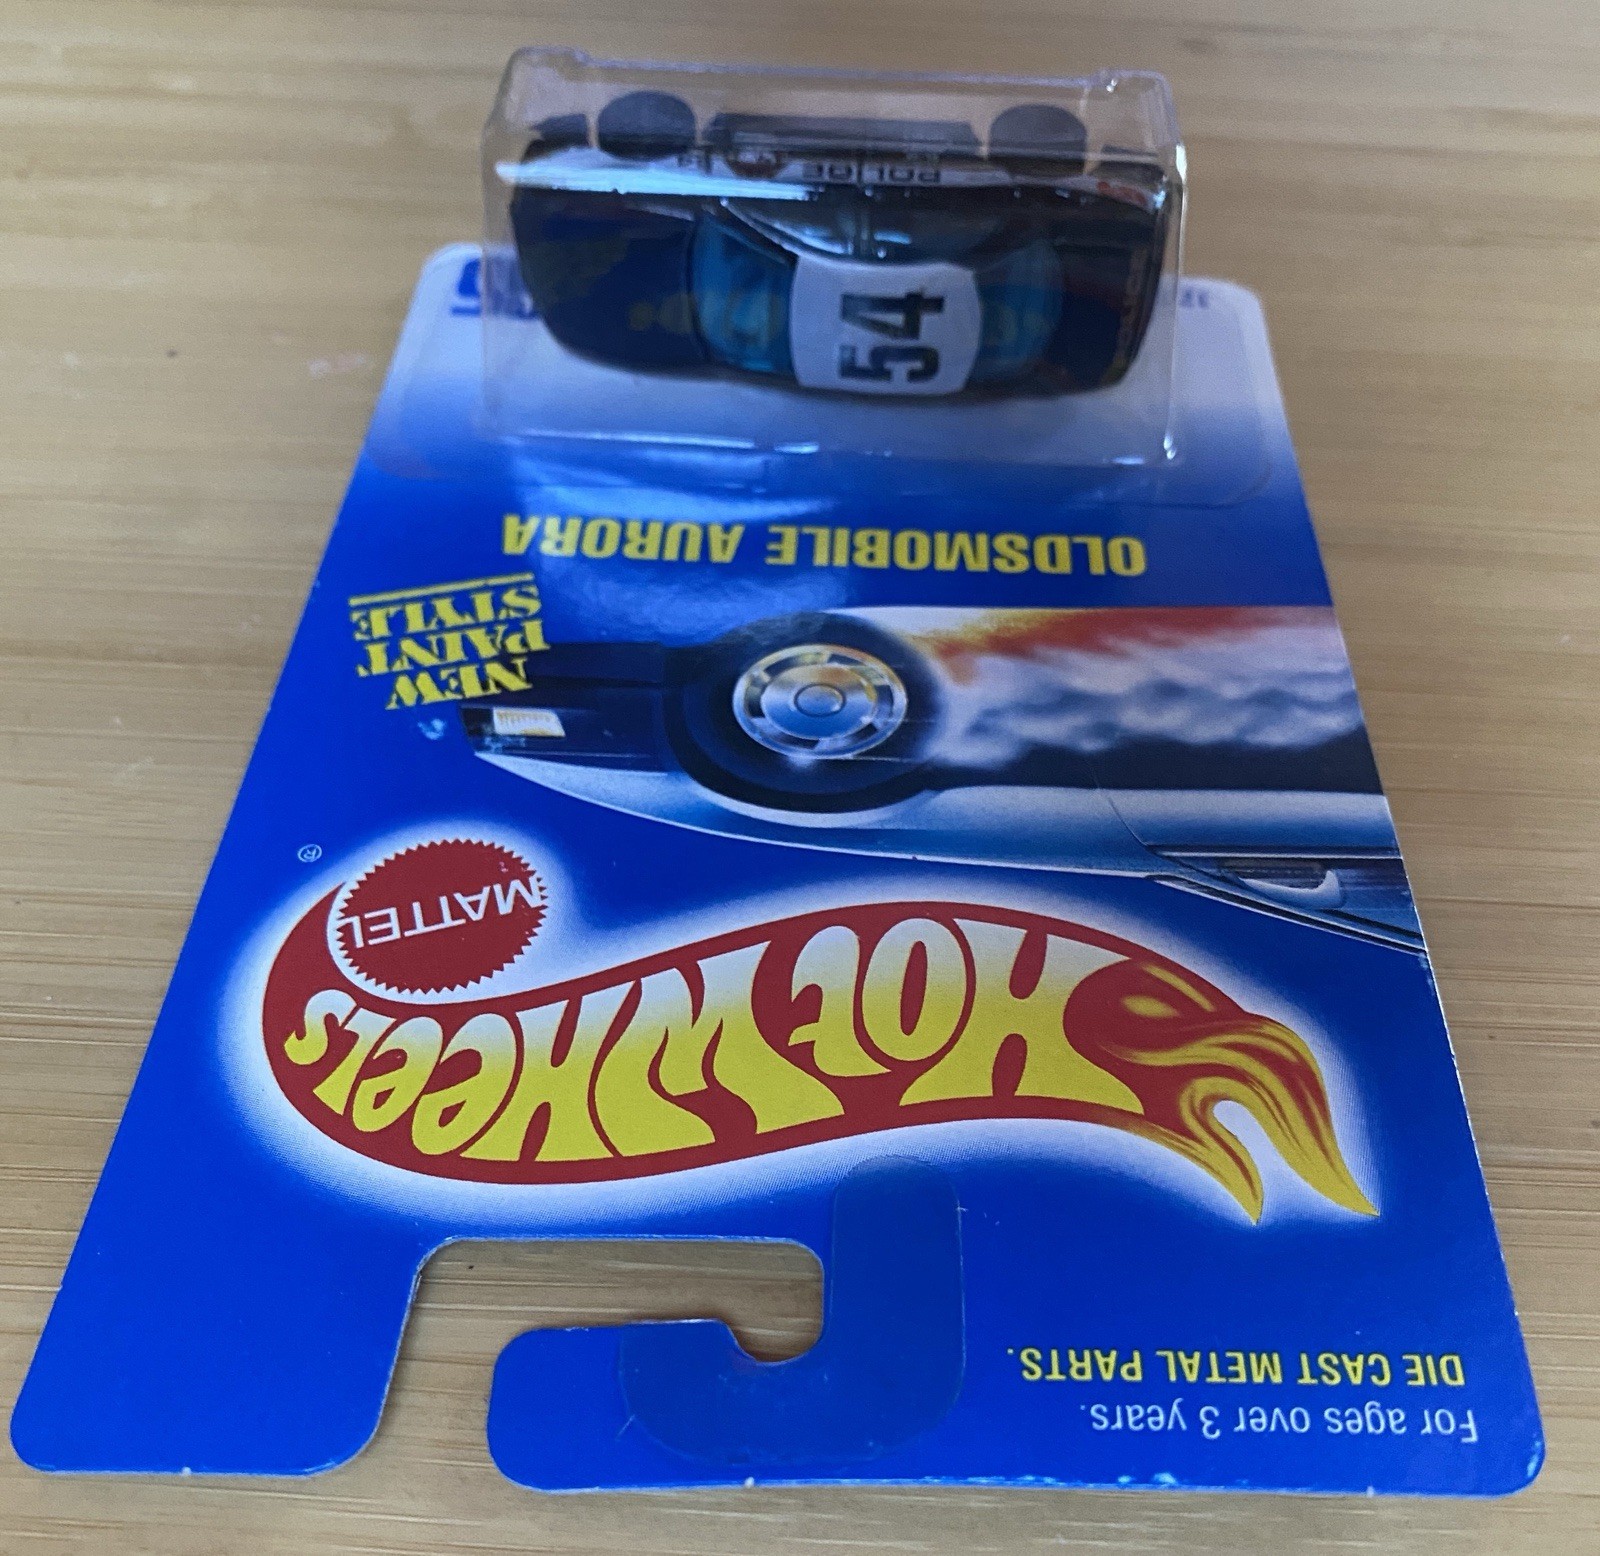 For ages over 3 years.
DIE CAST METAL PARTS.
HOT WHEELS
MATTEL
®
NEW
PAINT
STYLE
OLDSMOBILE AURORA
54
POLICE